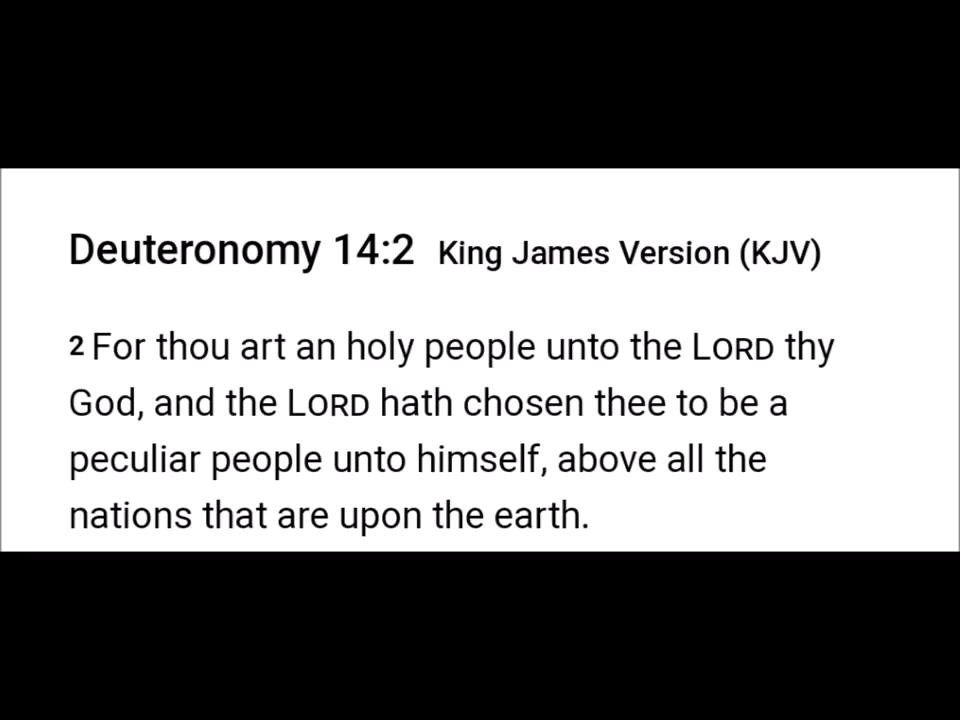 Deuteronomy 14:2 King James Version (KJV)
2 For thou art an holy people unto the LORD thy
God, and the LORD hath chosen thee to be a
peculiar people unto himself, above all the
nations that are upon the earth.